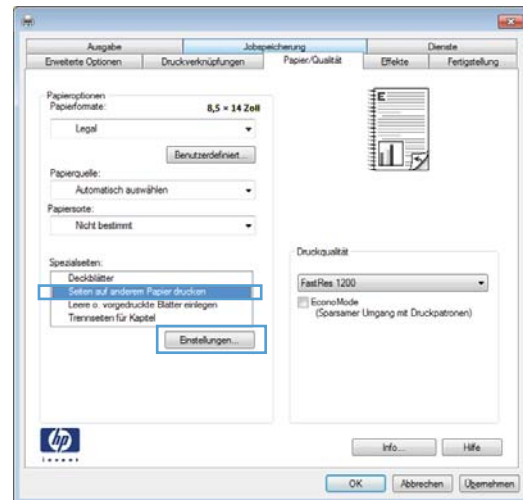 Ausgabe Jobspeicherung Dienste
Erweiterte Optionen Druckverknüpfungen Papier/Qualität Effekte Fertigstellung
Papieroptionen
Papierformate: 8,5 × 14 Zoll
Legal
Benutzerdefiniert...
Papierquelle:
Automatisch auswählen
Papiersorte:
Nicht bestimmt
Spezialseiten:
Deckblätter
Seiten auf anderem Papier drucken
Leere o. vorgedruckte Blätter einlegen
Trennseiten für Kapitel
Einstellungen...
E
Druckqualität
FastRes 1200
EconoMode
(Sparsamer Umgang mit Druckpatronen)
hp
invent
Info... Hilfe
OK Abbrechen Übernehmen